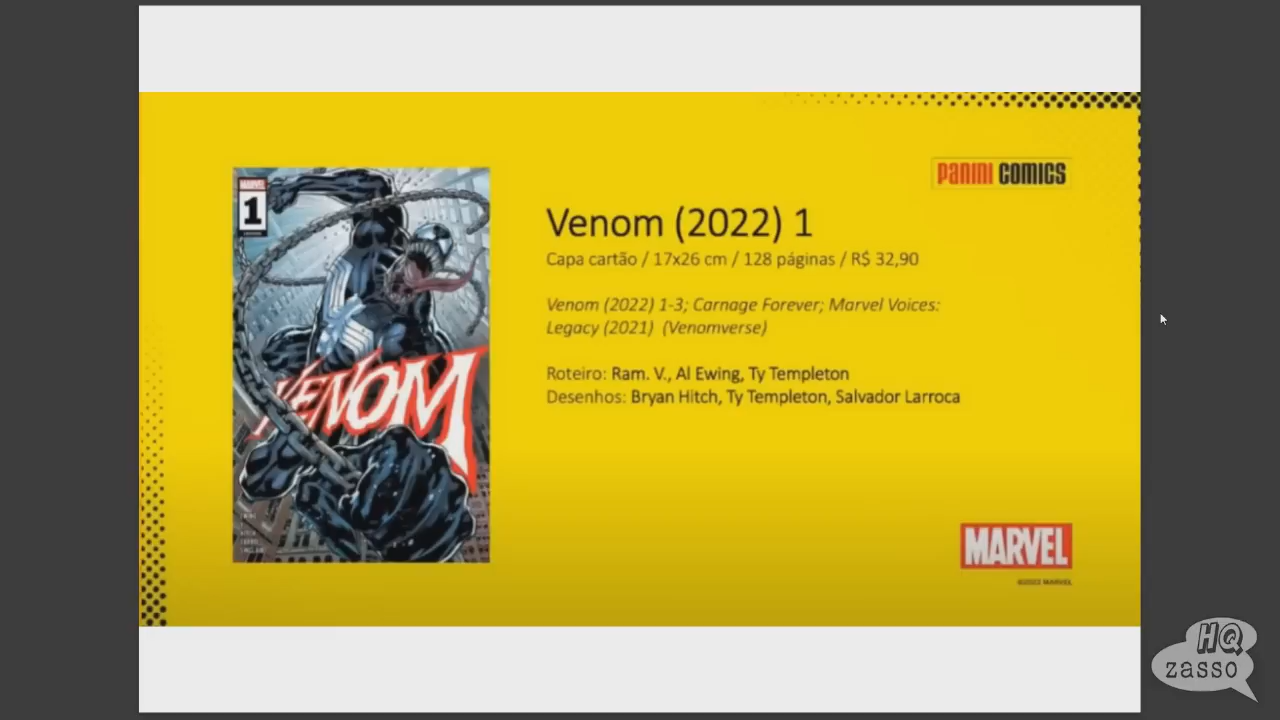 PANINI COMICS
MARVEL
1
VENOM
Venom (2022) 1
Capa cartão / 17x26 cm / 128 páginas / R$ 32,90
Venom (2022) 1-3; Carnage Forever; Marvel Voices:
Legacy (2021) (Venomverse)
Roteiro: Ram. V., Al Ewing, Ty Templeton
Desenhos: Bryan Hitch, Ty Templeton, Salvador Larroca
MARVEL
©2022 MARVEL
HQ
zasso